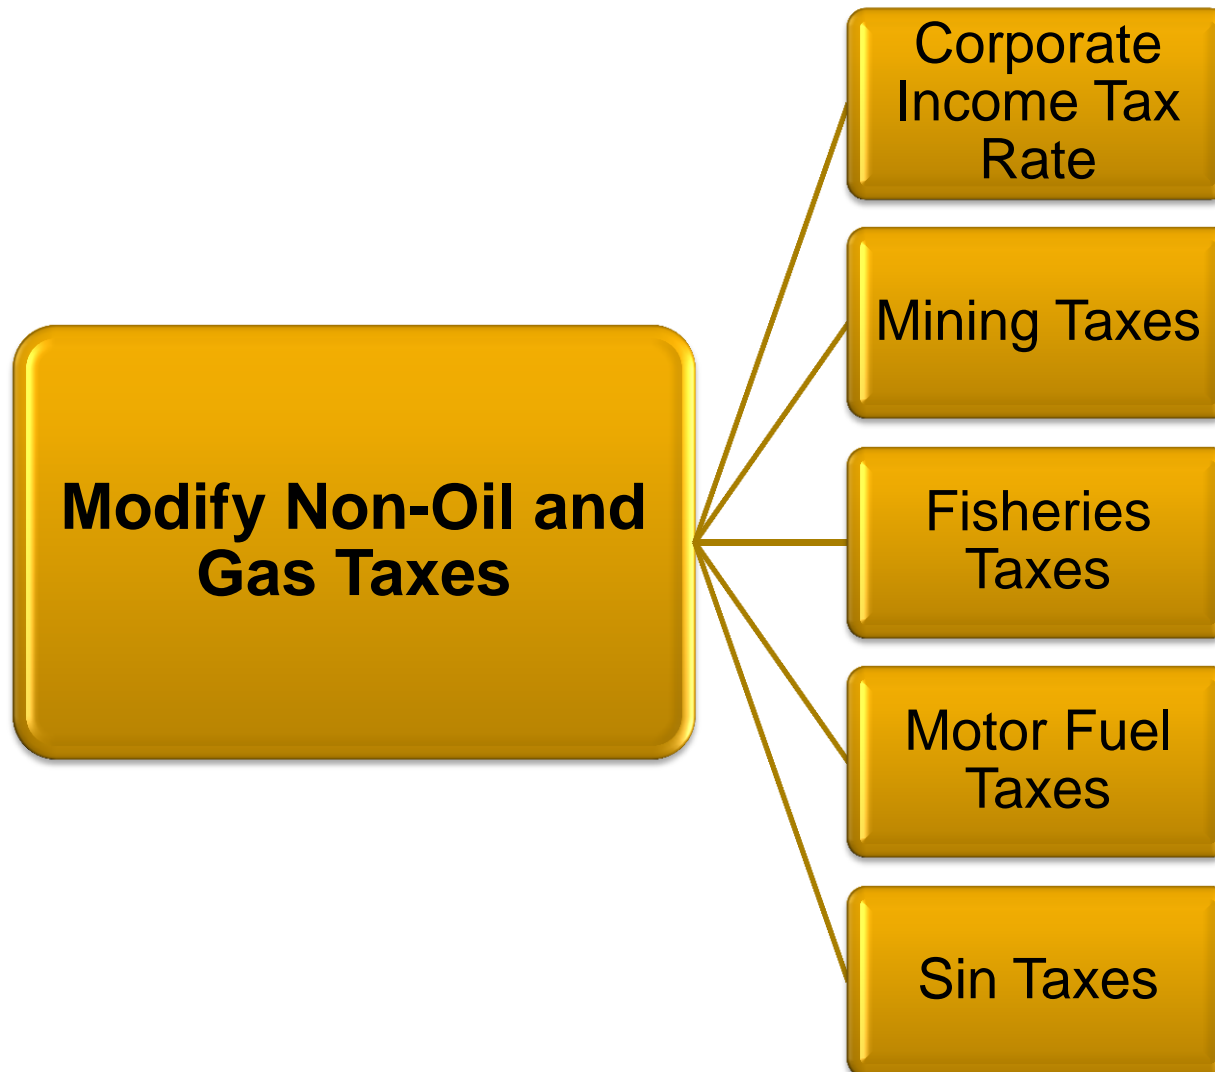 Corporate
Income Tax
Rate
Mining Taxes
Modify Non-Oil and
Gas Taxes
Fisheries
Taxes
Motor Fuel
Taxes
Sin Taxes